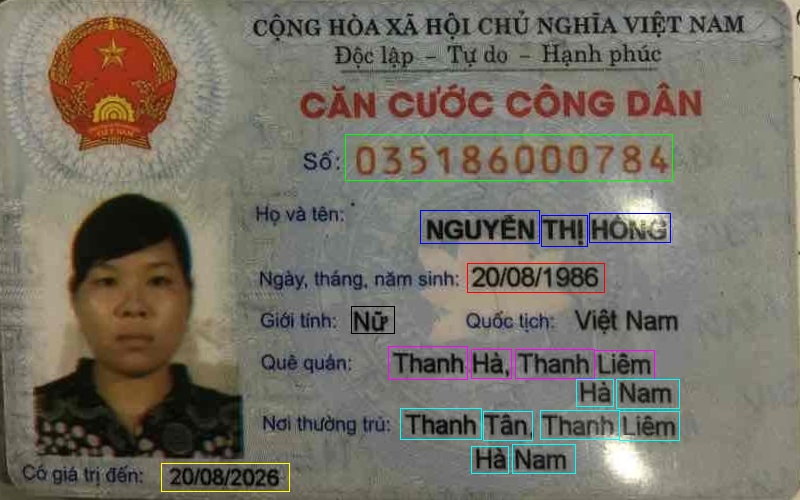 CỘNG HÒA XÃ HỘI CHỦ NGHĨA VIỆT NAM
Độc lập – Tự do – Hạnh phúc
CĂN CƯỚC CÔNG DÂN
Số: 035186000784
Họ và tên: NGUYỄN THỊ HỒNG
Ngày, tháng, năm sinh: 20/08/1986
Giới tính: Nữ Quốc tịch: Việt Nam
Quê quán: Thanh Hà, Thanh Liêm
Hà Nam
Nơi thường trú: Thanh Tân, Thanh Liêm
Hà Nam
Có giá trị đến: 20/08/2026